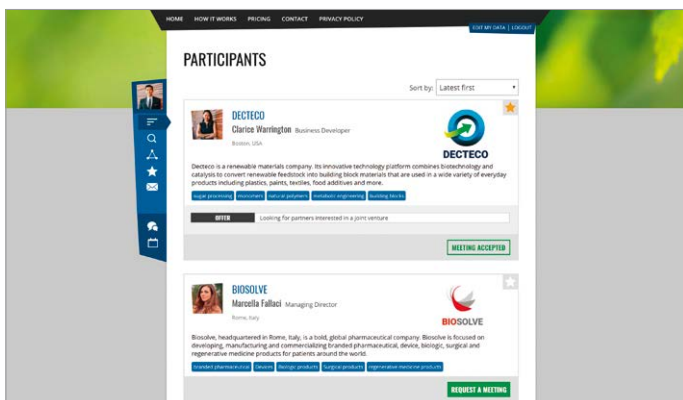 HOME HOW IT WORKS PRICING CONTACT PRIVACY POLICY
EDIT MY DATA | LOGOUT
PARTICIPANTS
Sort by: Latest first
DECTECO
Clarice Warrington Business Developer
Boston, USA
DECTECO
Decteco is a renewable materials company. Its innovative technology platform combines biotechnology and
catalysis to convert renewable feedstock into building block materials that are used in a wide variety of everyday
products including plastics, paints, textiles, food additives and more.
sugar processing monomers natural polymers metabolic engineering Building blocks
OFFER Looking for partners interested in a joint venture
MEETING ACCEPTED
BIOSOLVE
Marcella Fallaci Managing Director
Rome, Italy
BIOSOLVE
Biosolve, headquartered in Rome, Italy, is a bold, global pharmaceutical company. Biosolve is focused on
developing, manufacturing and commercializing branded pharmaceutical, device, biologic, surgical and
regenerative medicine products for patients around the world.
branded pharmaceutical Devices Biologic products Surgical products regenerative medicine products
REQUEST A MEETING